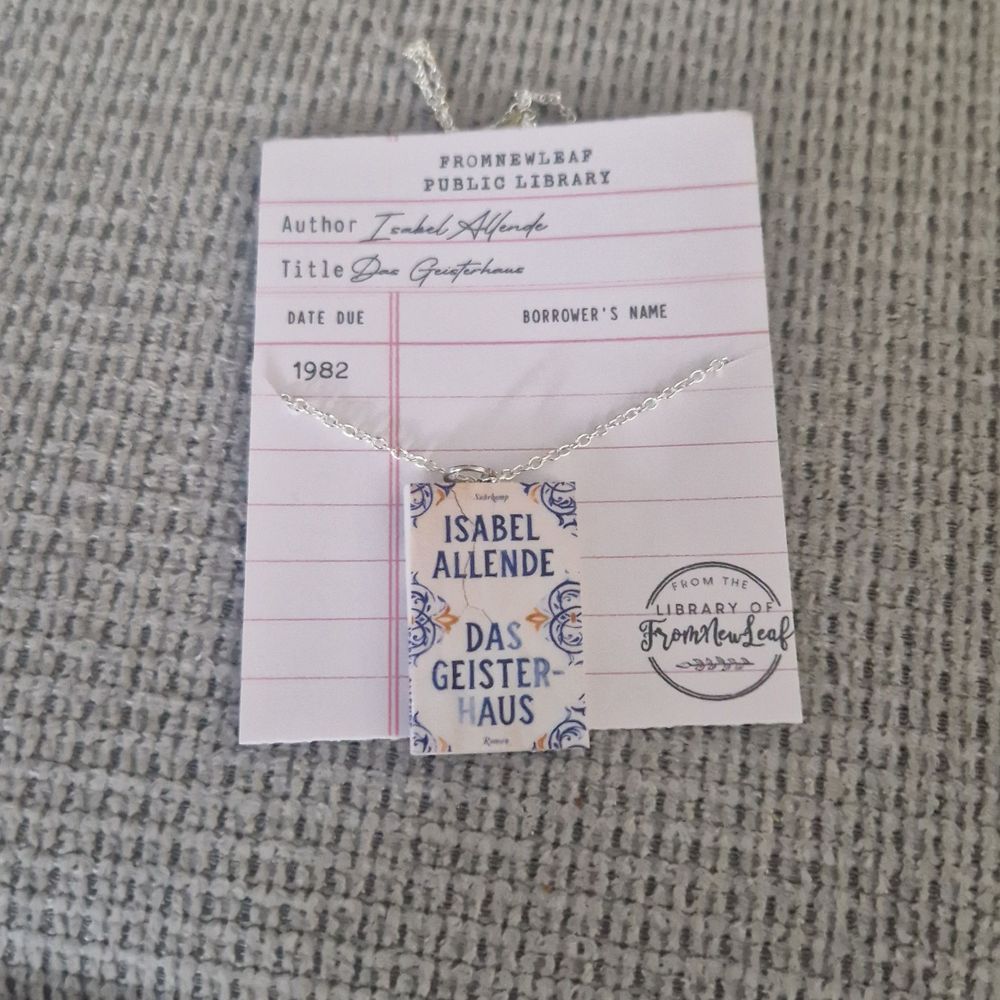 FROMNEWLEAF
PUBLIC LIBRARY
Author Isabel Allende
Title Das Geisterhaus
DATE DUE BORROWER'S NAME
1982
Suhrkamp
ISABEL
ALLENDE
DAS
GEISTER-
HAUS
Roman
FROM THE
LIBRARY OF
FromNewLeaf